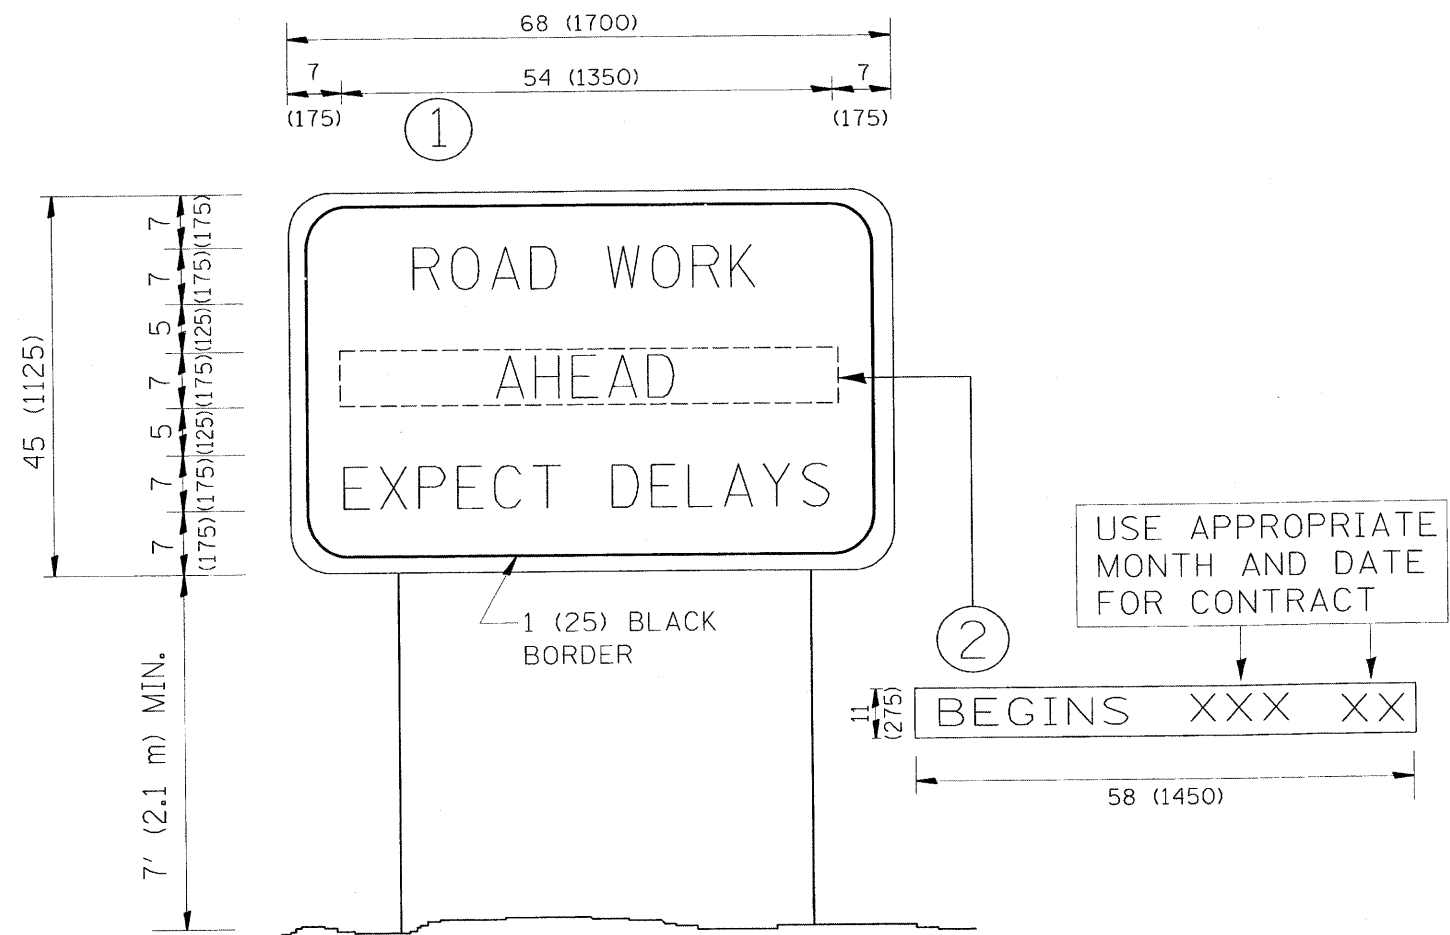 68 (1700)
7
54 (1350)
7
(175)
(175)
1
45 (1125)
7
(175)
7
(175)
5
(125)
7
(175)
5
(125)
7
(175)
7
(175)
7' (2.1 m) MIN.
ROAD WORK
AHEAD
EXPECT DELAYS
1 (25) BLACK
BORDER
USE APPROPRIATE
MONTH AND DATE
FOR CONTRACT
2
11
(275)
BEGINS XXX XX
58 (1450)